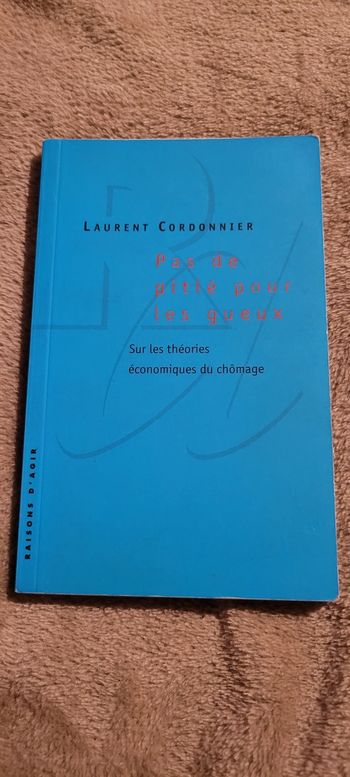 LAURENT CORDONNIER
Pas de
pitié pour
les gueux
Sur les théories
économiques du chômage
RAISONS D'AGIR